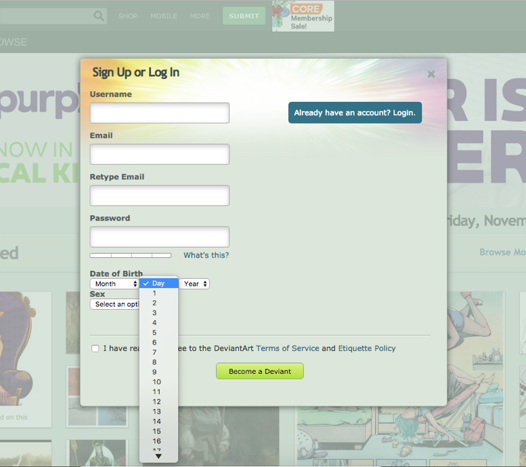 SHOP MOBILE MORE SUBMIT
CORE
Membership
Sale!
OWSE
purp
R IS
NOW IN
ER
CAL KI
Sign Up or Log In
Username
Already have an account? Login.
Email
Retype Email
Password
What's this?
riday, Novem
ed
Browse Mo
Date of Birth
Month Day Year
Sex
Select an opti
1
2
3
4
5
6
7
8
9
10
11
12
13
14
15
16
I have rea ee to the DeviantArt Terms of Service and Etiquette Policy
Become a Deviant
d on this